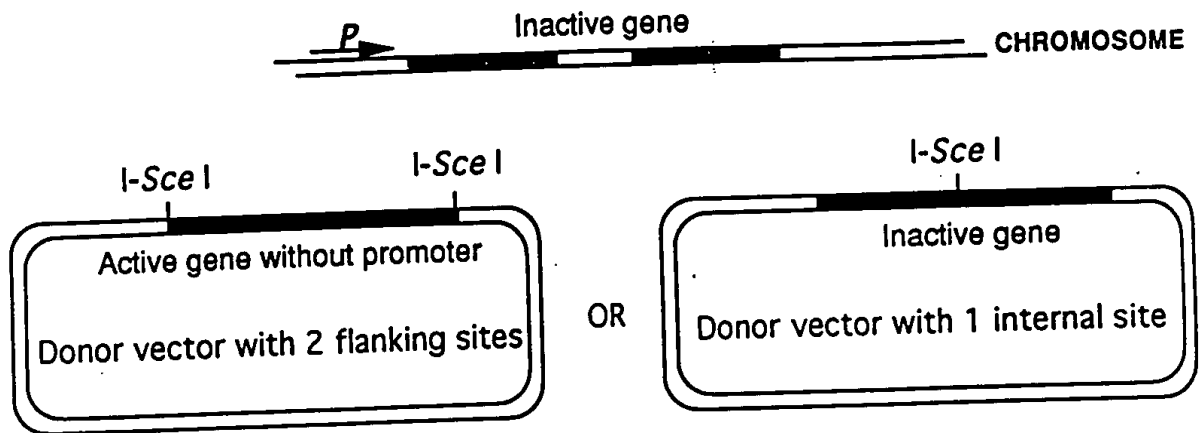 P
Inactive gene
CHROMOSOME
I-Sce I
I-Sce I
Active gene without promoter
Donor vector with 2 flanking sites
OR
I-Sce I
Inactive gene
Donor vector with 1 internal site